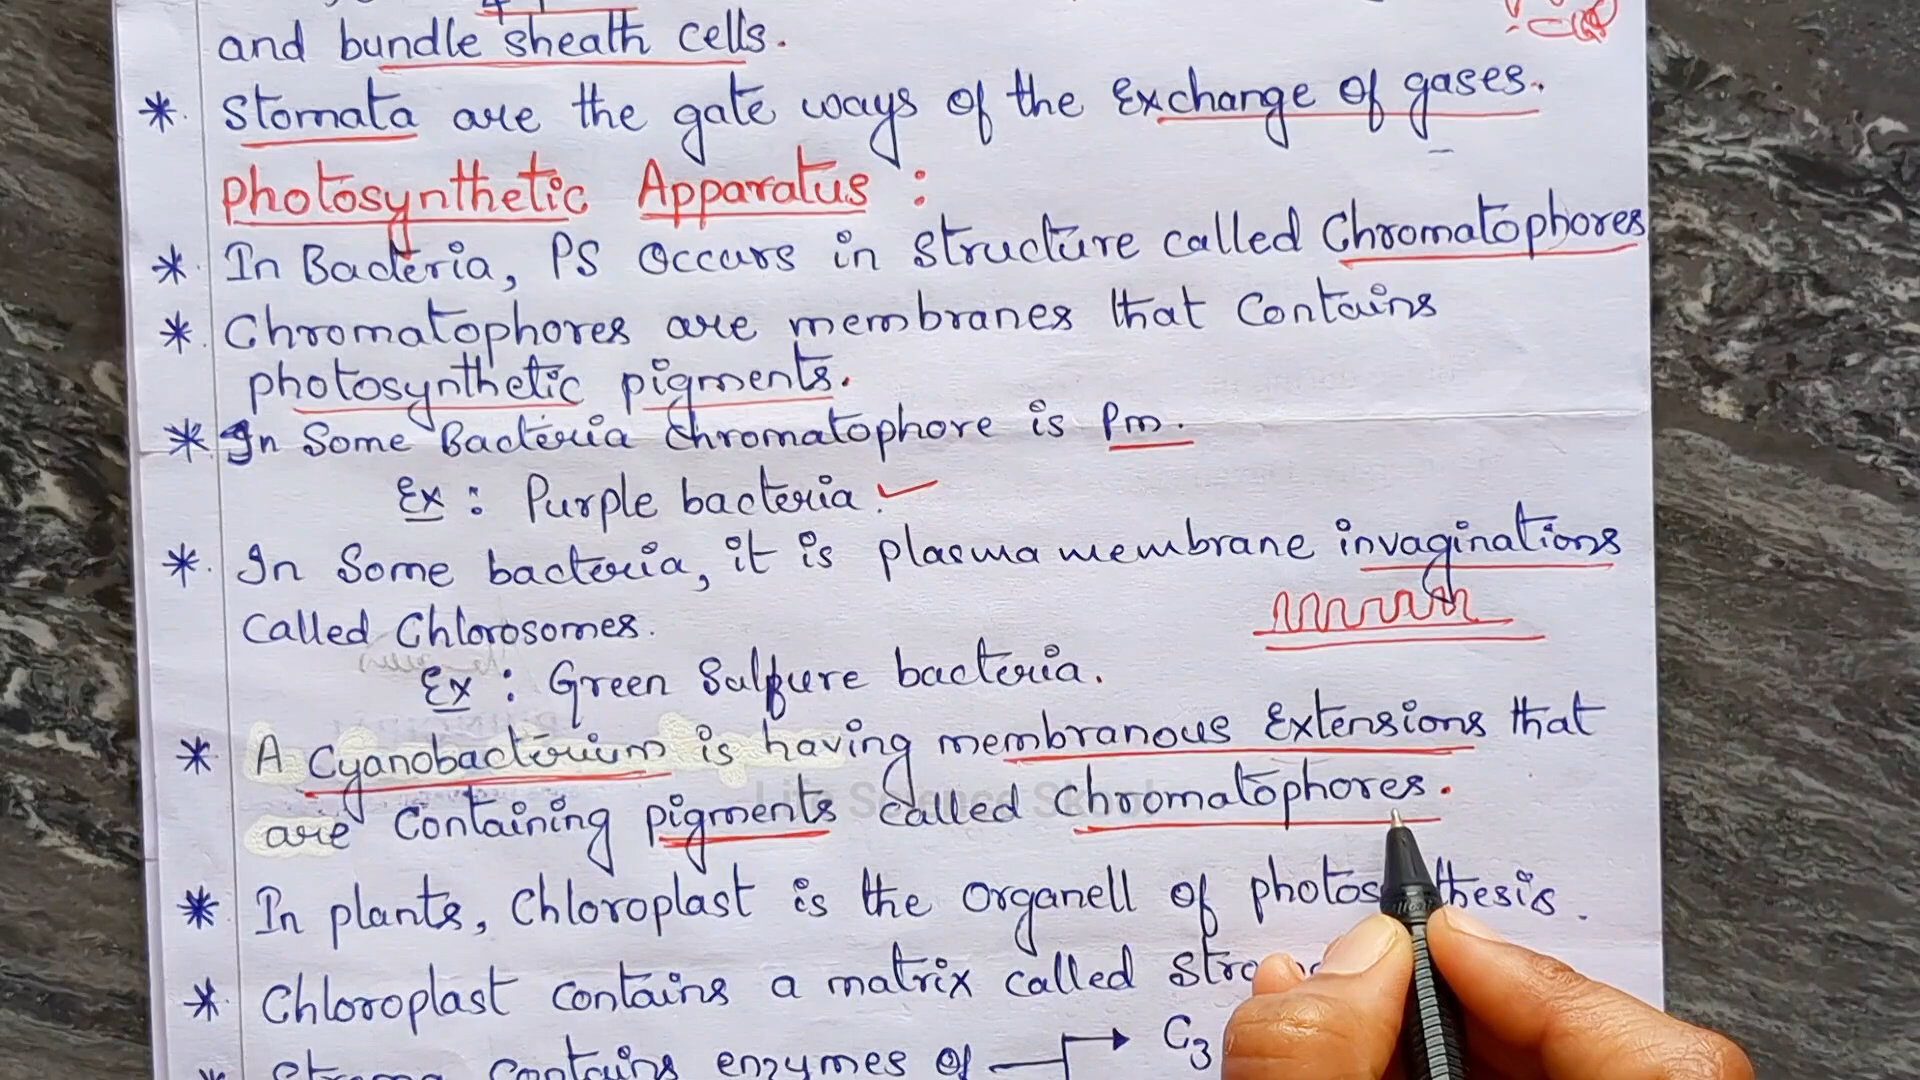 and bundle sheath cells.
* Stomata are the gate ways of the Exchange of gases.
Photosynthetic Apparatus :
* In Bacteria, PS Occurs in Structure called Chromatophores
* Chromatophores are membranes that Contains
photosynthetic pigments.
* In Some Bacteria Chromatophore is Pm.
Ex : Purple bacteria.
* In Some bacteria, it is plasma membrane invaginations
Called Chlorosomes.
Ex : Green Sulfure bacteria.
* A Cyanobacterium is having membranous Extensions that
are Containing pigments Called Chromatophores.
* In plants, Chloroplast is the Organell of
* Chloroplast Contains a matrix called
Contains enzymes of → C3